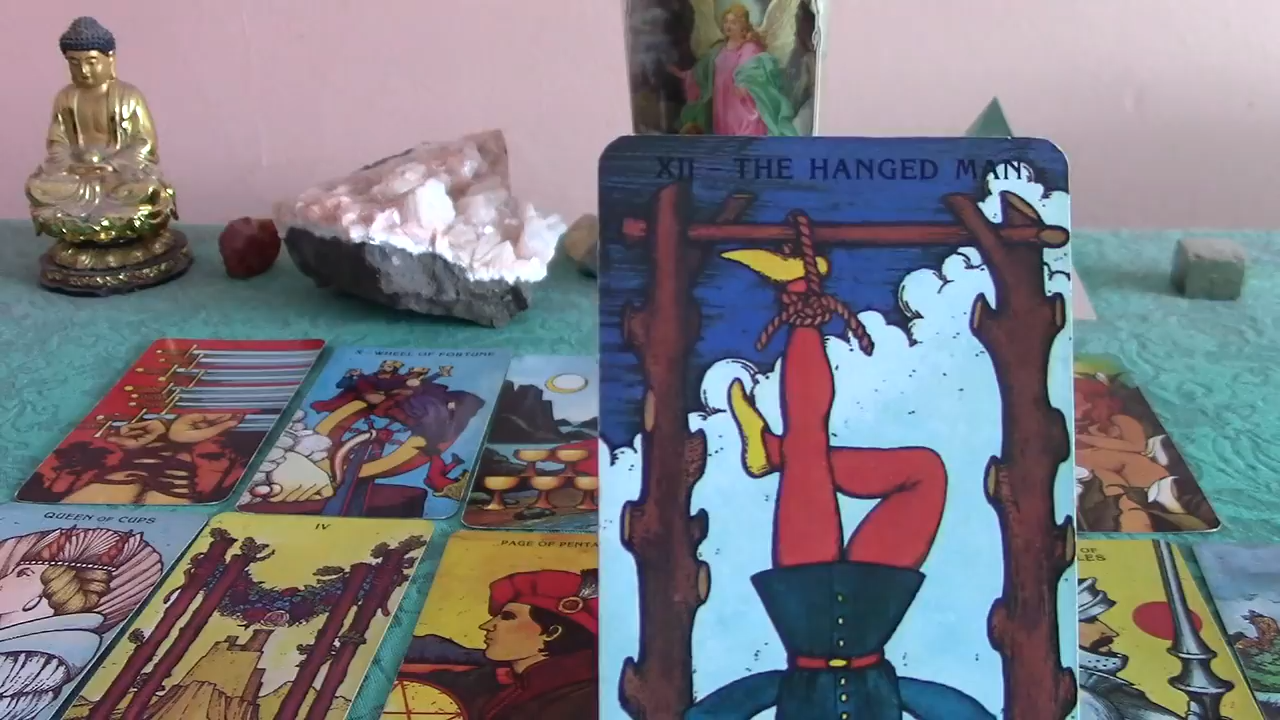 XII - THE HANGED MAN
X - WHEEL OF FORTUNE
QUEEN OF CUPS
IV
PAGE OF PENTA
OF
LES